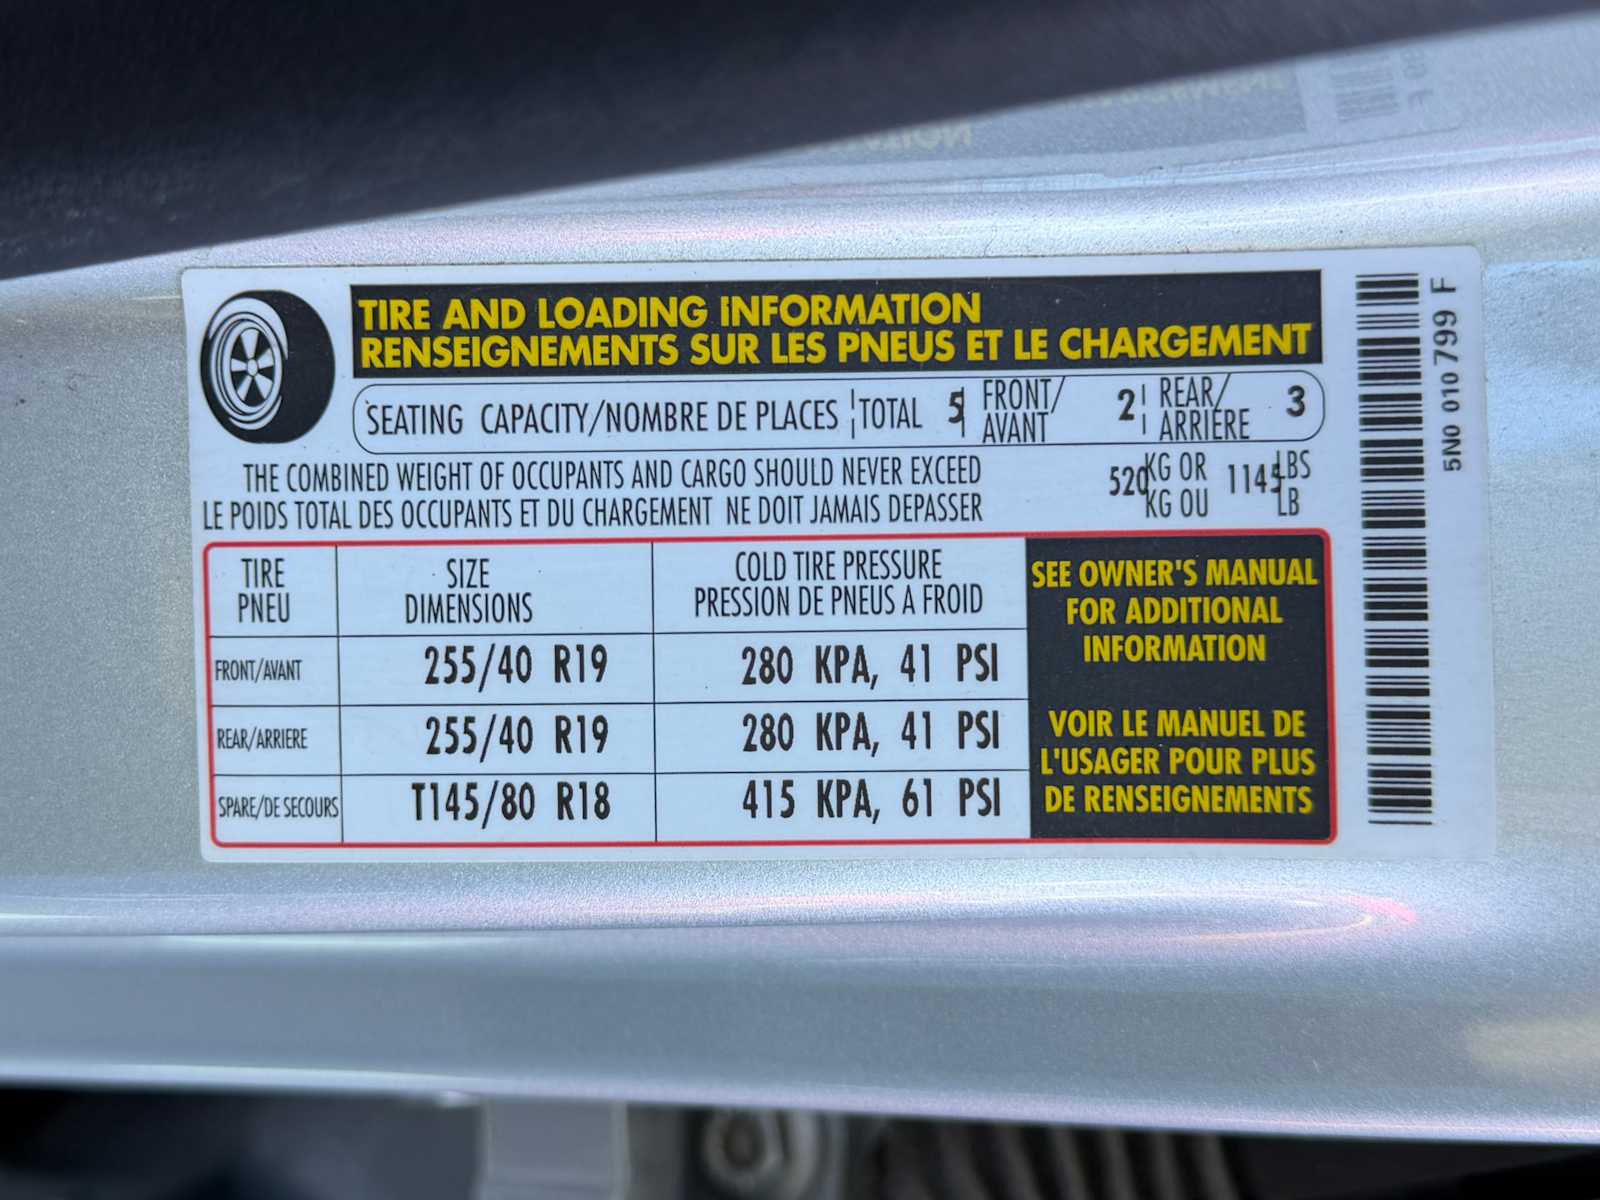 TIRE AND LOADING INFORMATION
RENSEIGNEMENTS SUR LES PNEUS ET LE CHARGEMENT
SEATING CAPACITY/NOMBRE DE PLACES TOTAL 5 FRONT/AVANT 2 REAR/ARRIÈRE 3
THE COMBINED WEIGHT OF OCCUPANTS AND CARGO SHOULD NEVER EXCEED 520 KG OR 1145 LBS
LE POIDS TOTAL DES OCCUPANTS ET DU CHARGEMENT NE DOIT JAMAIS DEPASSER KG OU LB
TIRE SIZE COLD TIRE PRESSURE
PNEU DIMENSIONS PRESSION DE PNEUS A FROID
FRONT/AVANT 255/40 R19 280 KPA, 41 PSI
REAR/ARRIERE 255/40 R19 280 KPA, 41 PSI
SPARE/DE SECOURS T145/80 R18 415 KPA, 61 PSI
SEE OWNER'S MANUAL
FOR ADDITIONAL
INFORMATION
VOIR LE MANUEL DE
L'USAGER POUR PLUS
DE RENSEIGNEMENTS
5N0 010 799 F